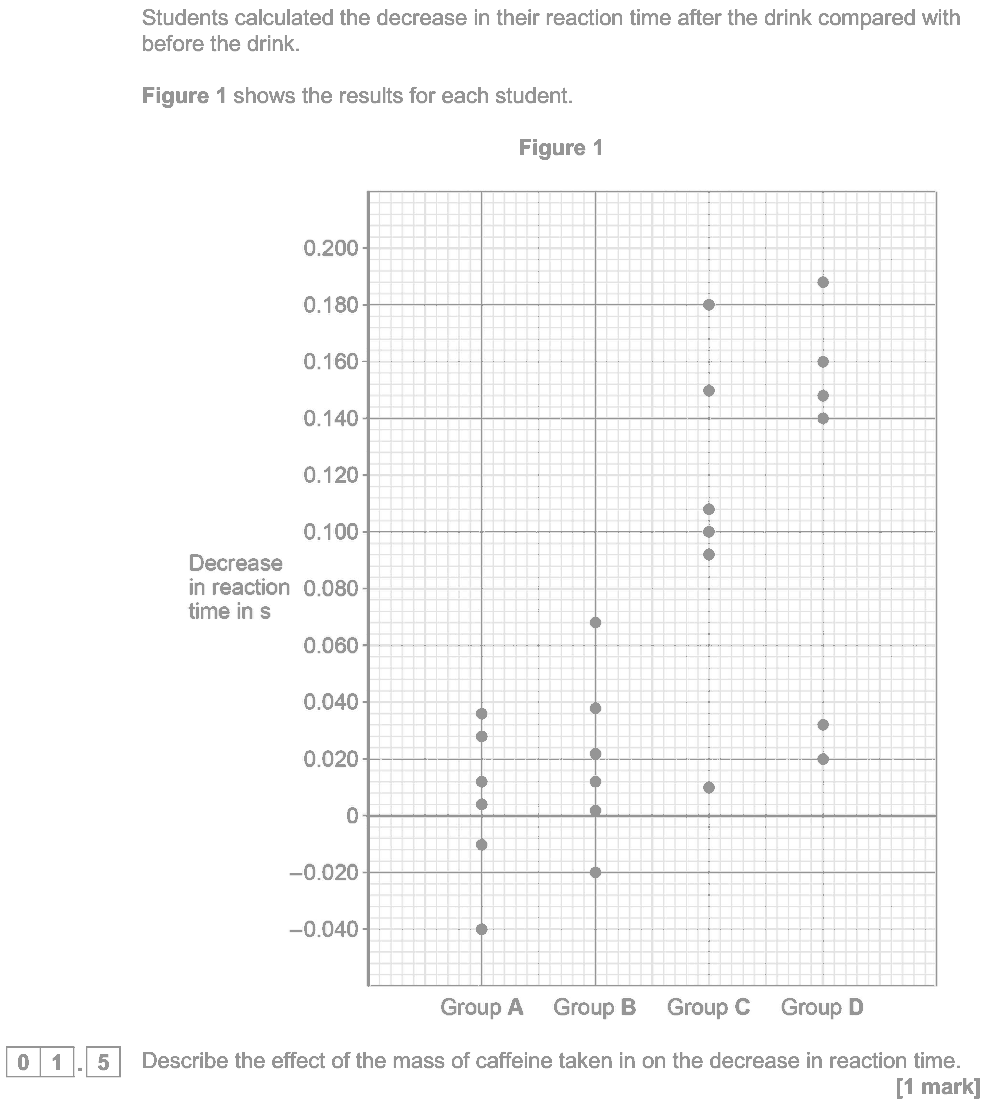 Students calculated the decrease in their reaction time after the drink compared with
before the drink.
Figure 1 shows the results for each student.
Figure 1
0.200
0.180
0.160
0.140
0.120
0.100
Decrease
in reaction
time in s
0.080
0.060
0.040
0.020
0
–0.020
–0.040
Group A
Group B
Group C
Group D
0 1 . 5 Describe the effect of the mass of caffeine taken in on the decrease in reaction time.
[1 mark]